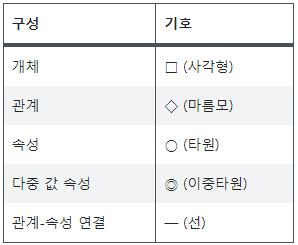 구성 기호
개체 □ (사각형)
관계 ◇ (마름모)
속성 ○ (타원)
다중 값 속성 ◎ (이중타원)
관계-속성 연결 — (선)